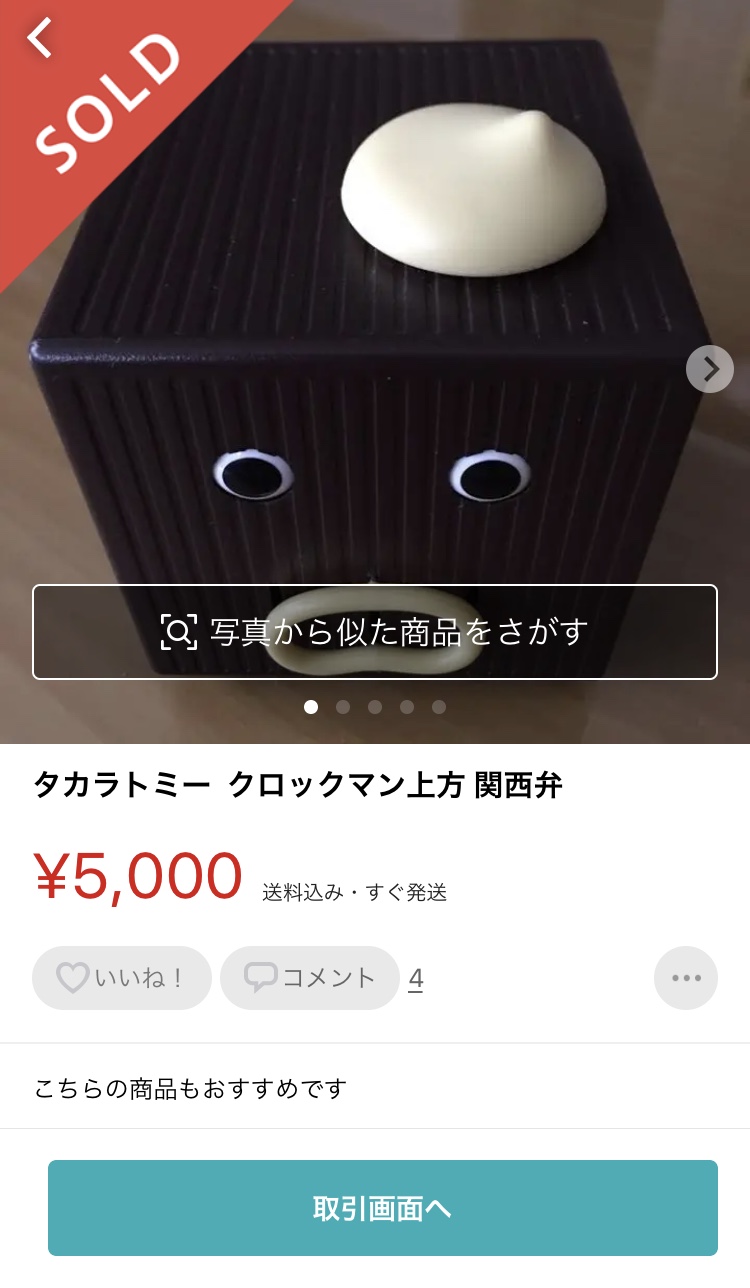 SOLD
写真から似た商品をさがす
タカラトミー クロックマン上方 関西弁
¥5,000 送料込み・すぐ発送
いいね！ コメント 4
こちらの商品もおすすめです
取引画面へ